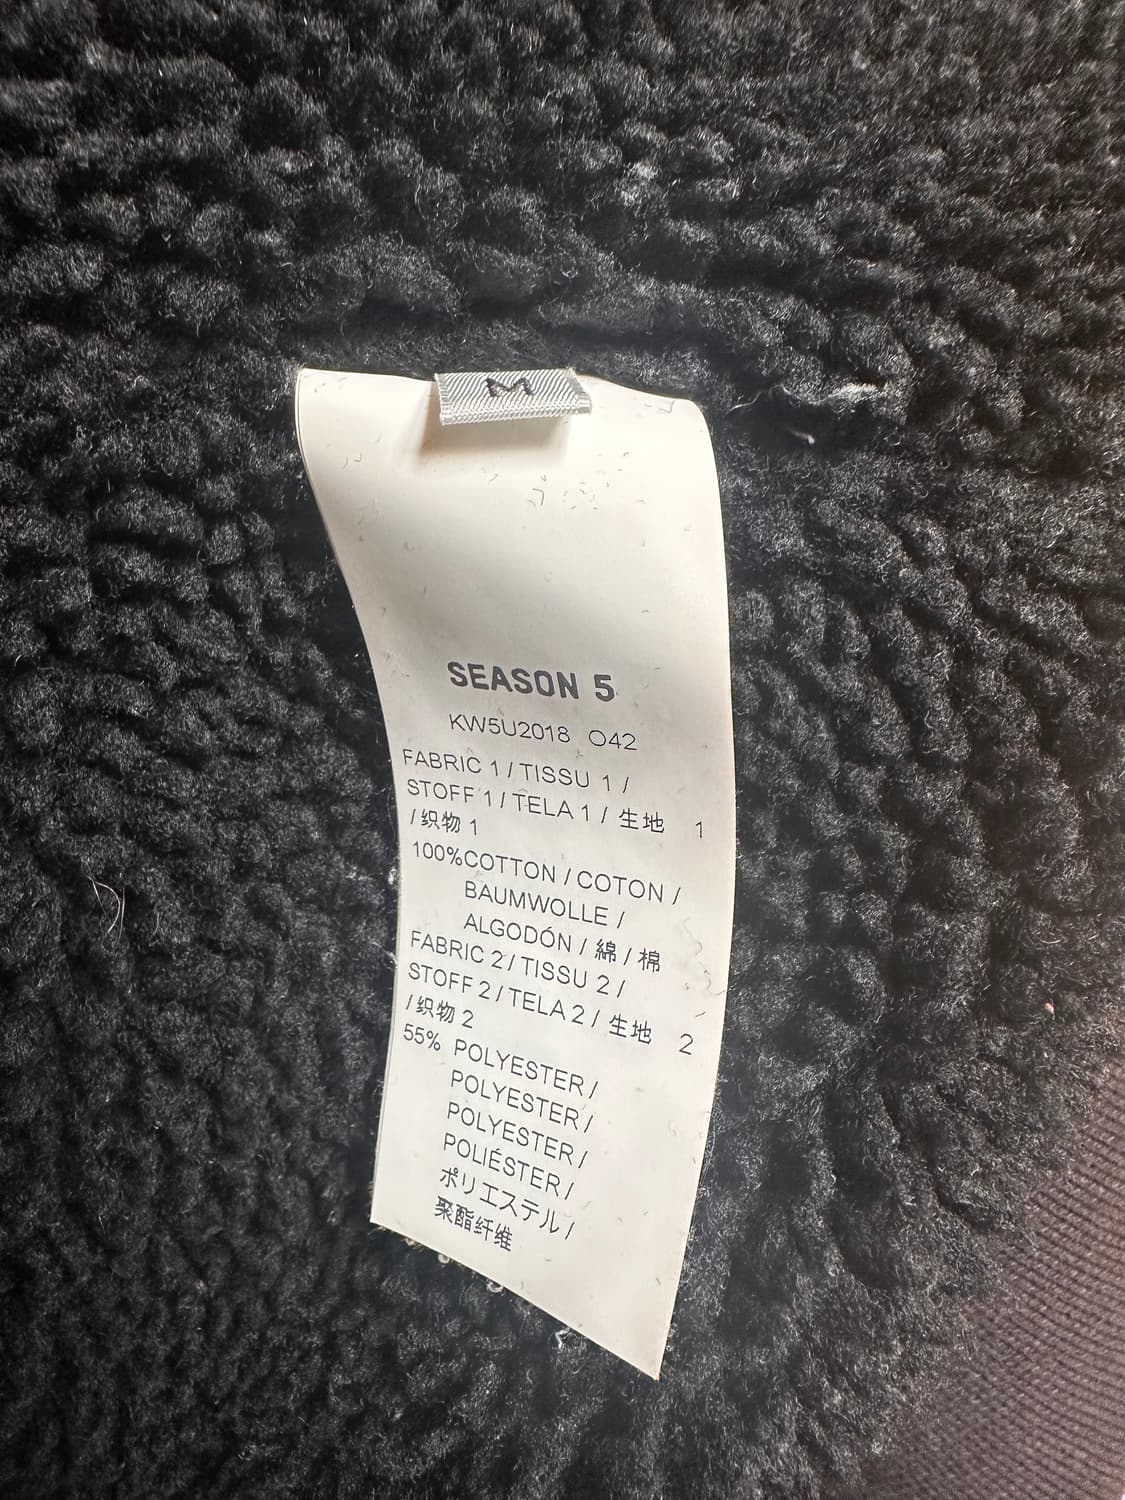 M
SEASON 5
KW5U2018 O42
FABRIC 1 / TISSU 1 /
STOFF 1 / TELA 1 / 生地 1
/ 织物 1
100%COTTON / COTON /
BAUMWOLLE /
ALGODÓN / 綿 / 棉
FABRIC 2 / TISSU 2 /
STOFF 2 / TELA 2 / 生地 2
/ 织物 2
55% POLYESTER /
POLYESTER /
POLYESTER /
POLIÉSTER /
ポリエステル /
聚酯纤维